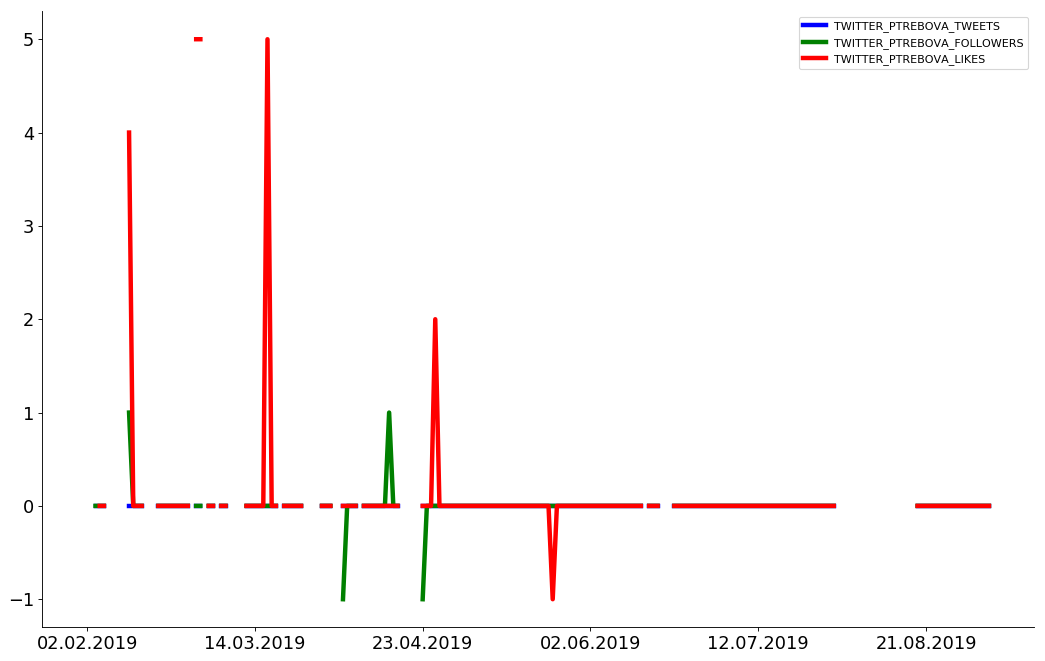 TWITTER_PTREBOVA_TWEETS
TWITTER_PTREBOVA_FOLLOWERS
TWITTER_PTREBOVA_LIKES
5
4
3
2
1
0
−1
02.02.2019 14.03.2019 23.04.2019 02.06.2019 12.07.2019 21.08.2019